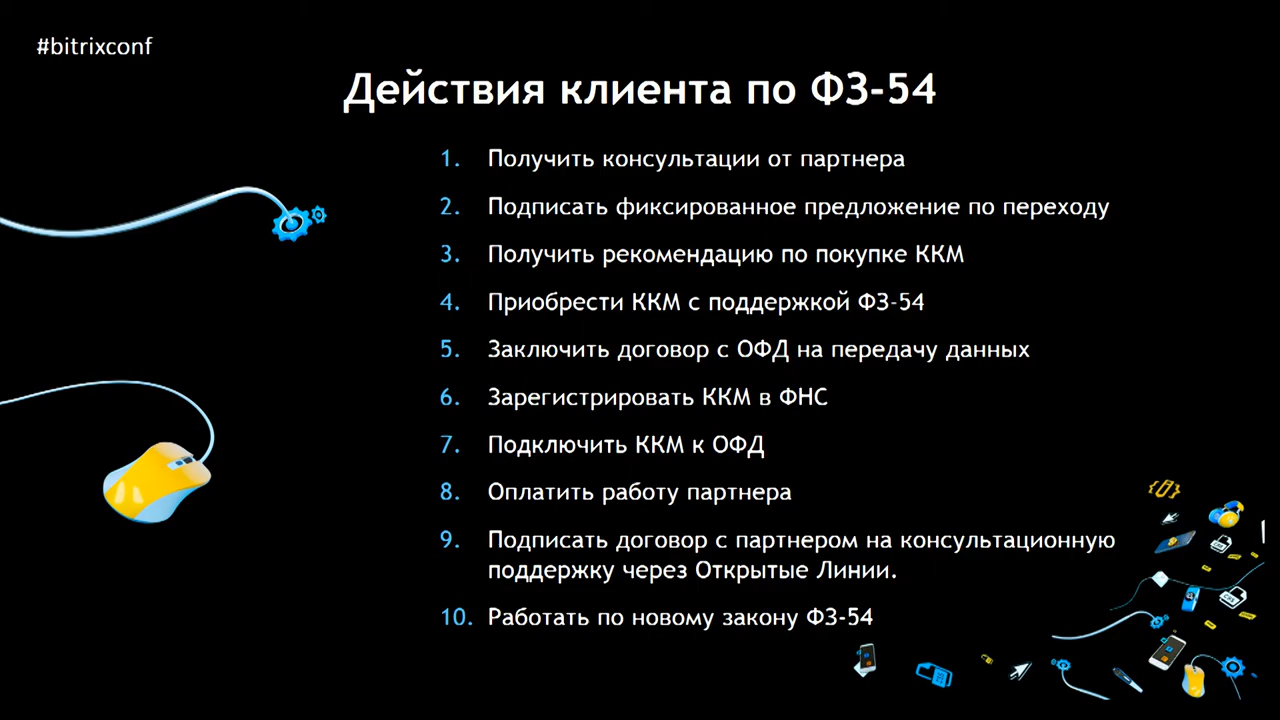 #bitrixconf
Действия клиента по ФЗ-54
1. Получить консультации от партнера
2. Подписать фиксированное предложение по переходу
3. Получить рекомендацию по покупке ККМ
4. Приобрести ККМ с поддержкой ФЗ-54
5. Заключить договор с ОФД на передачу данных
6. Зарегистрировать ККМ в ФНС
7. Подключить ККМ к ОФД
8. Оплатить работу партнера
9. Подписать договор с партнером на консультационную
поддержку через Открытые Линии.
10. Работать по новому закону ФЗ-54